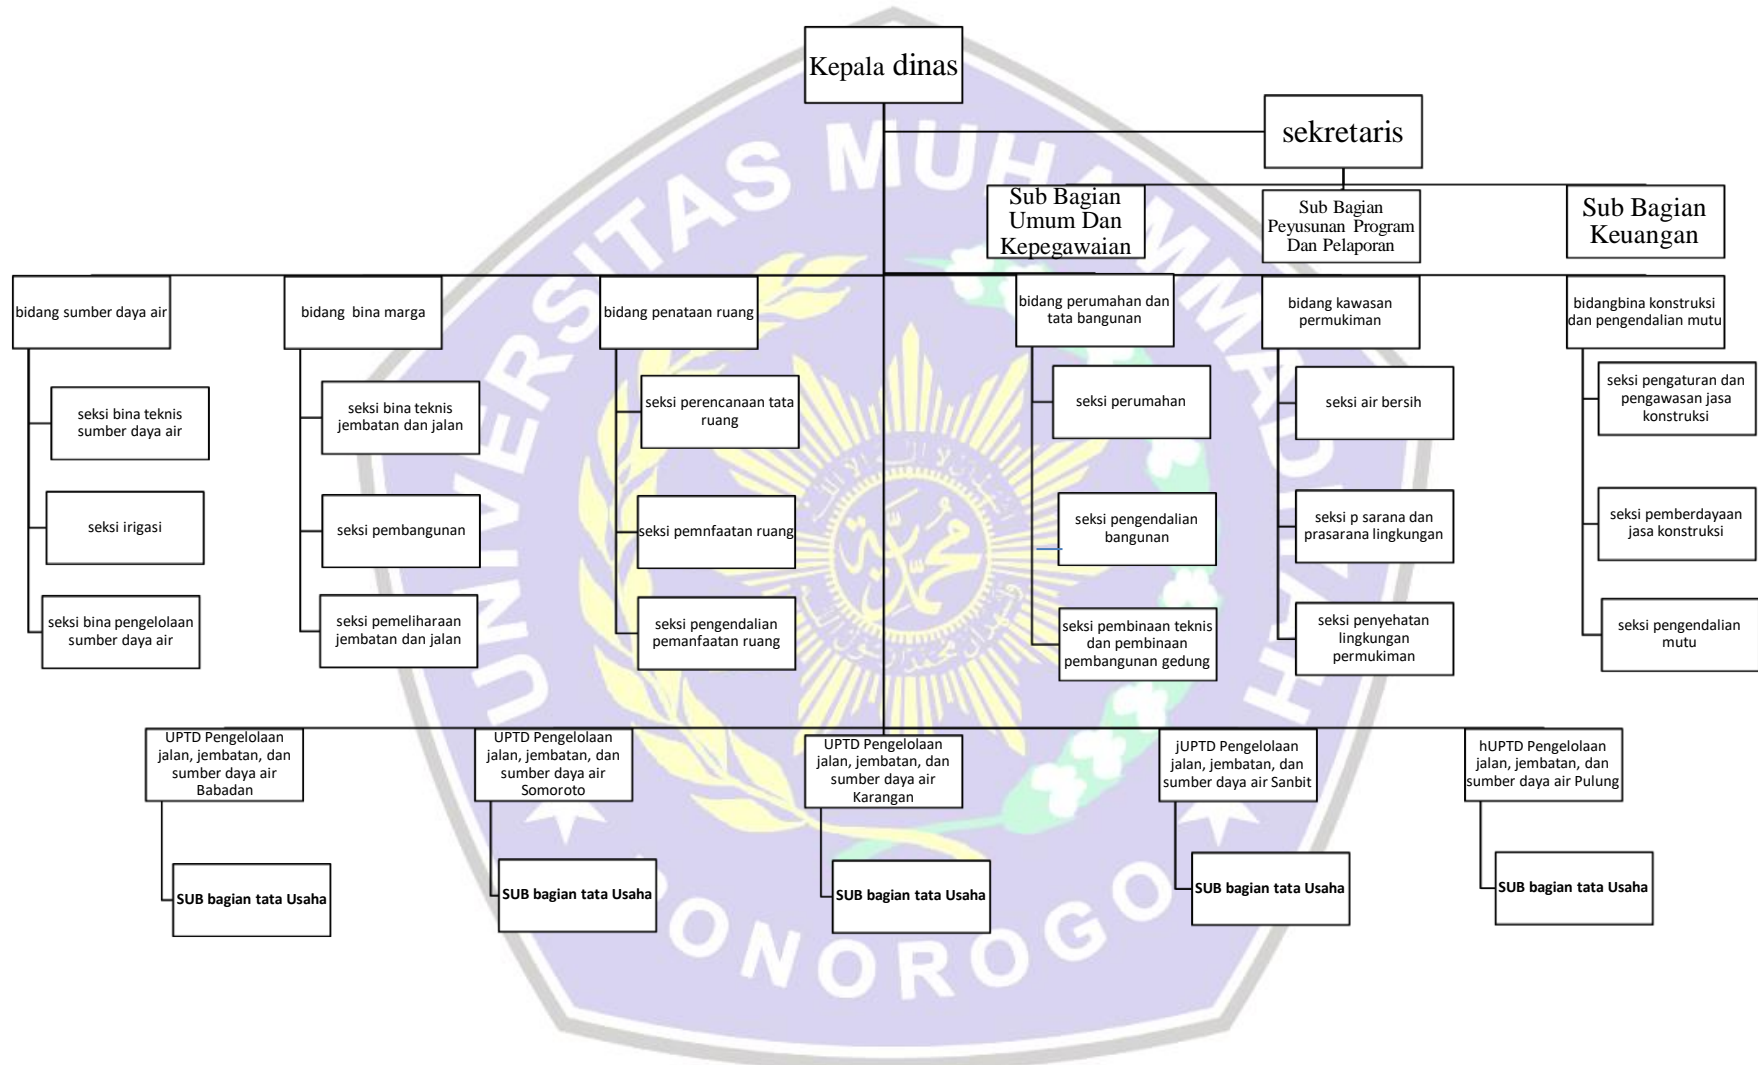 Kepala dinas
sekretaris
Sub Bagian
Umum Dan
Kepegawaian
Sub Bagian
Peyusunan Program
Dan Pelaporan
Sub Bagian
Keuangan
bidang sumber daya air
bidang bina marga
bidang penataan ruang
bidang perumahan dan
tata bangunan
bidang kawasan
permukiman
bidangbina konstruksi
dan pengendalian mutu
seksi bina teknis
sumber daya air
seksi bina teknis
jembatan dan jalan
seksi perencanaan tata
ruang
seksi perumahan
seksi air bersih
seksi pengaturan dan
pengawasan jasa
konstruksi
seksi irigasi
seksi pembangunan
seksi pemnfaatan ruang
seksi pengendalian
bangunan
seksi p sarana dan
prasarana lingkungan
seksi pemberdayaan
jasa konstruksi
seksi bina pengelolaan
sumber daya air
seksi pemeliharaan
jembatan dan jalan
seksi pengendalian
pemanfaatan ruang
seksi pembinaan teknis
dan pembinaan
pembangunan gedung
seksi penyehatan
lingkungan
permukiman
seksi pengendalian
mutu
UPTD Pengelolaan
jalan, jembatan, dan
sumber daya air
Babadan
UPTD Pengelolaan
jalan, jembatan, dan
sumber daya air
Somoroto
UPTD Pengelolaan
jalan, jembatan, dan
sumber daya air
Karangan
jUPTD Pengelolaan
jalan, jembatan, dan
sumber daya air Sanbit
hUPTD Pengelolaan
jalan, jembatan, dan
sumber daya air Pulung
SUB bagian tata Usaha
SUB bagian tata Usaha
SUB bagian tata Usaha
SUB bagian tata Usaha
SUB bagian tata Usaha
UNIVERSITAS MUHAMMADIYAH
PONOROGO